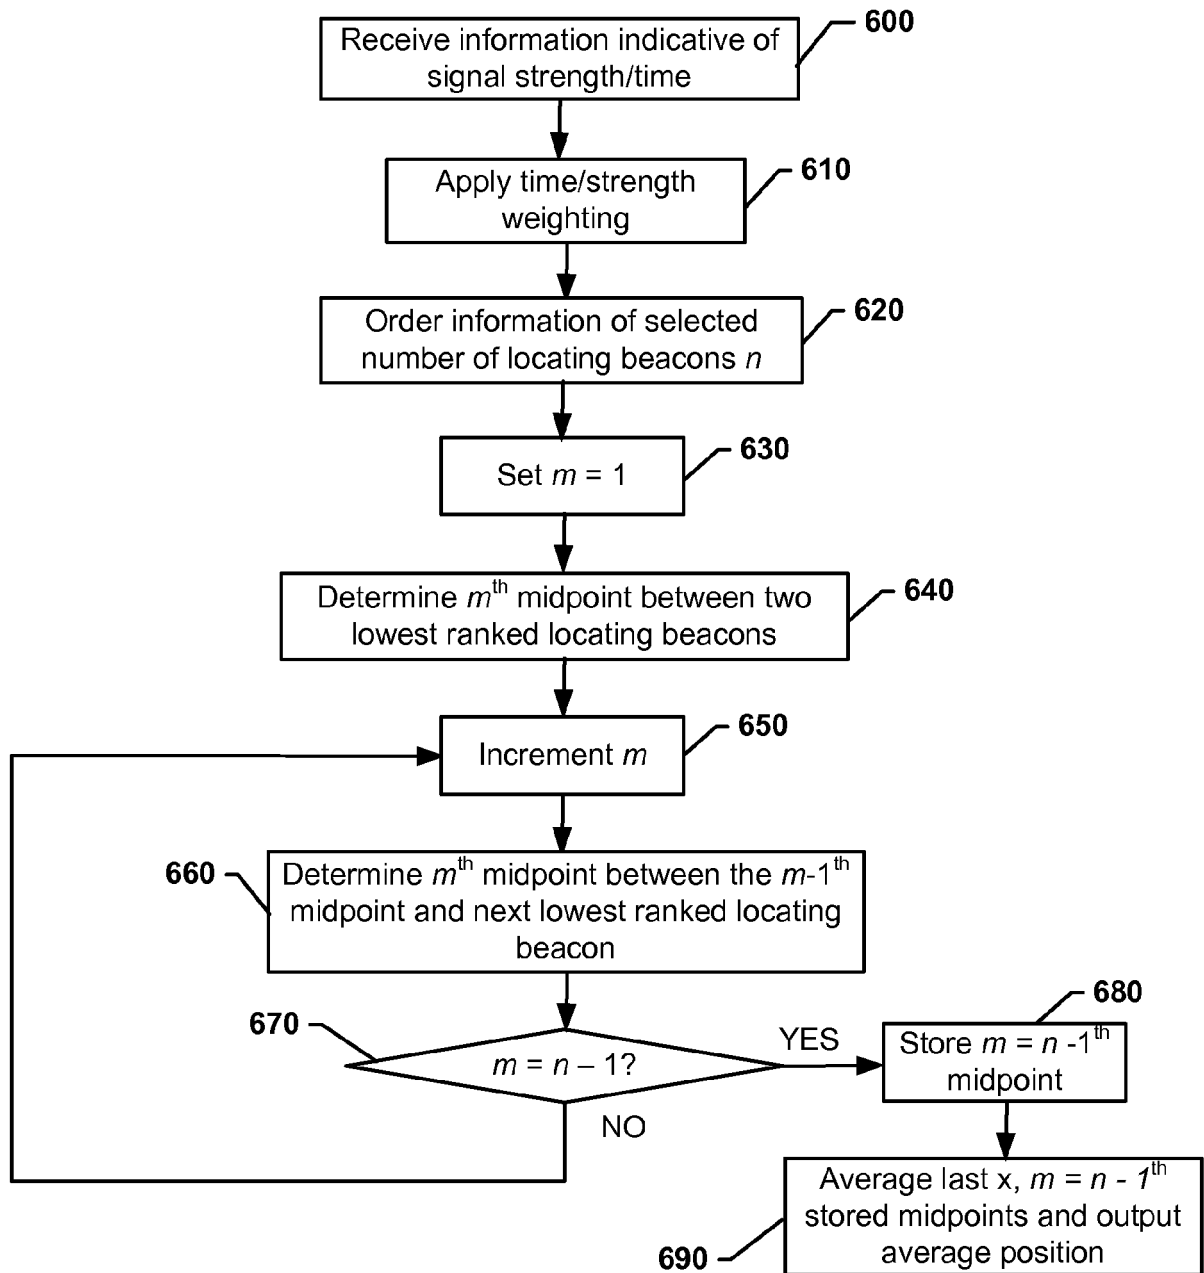 600
Receive information indicative of
signal strength/time
610
Apply time/strength
weighting
620
Order information of selected
number of locating beacons n
630
Set m = 1
640
Determine mth midpoint between two
lowest ranked locating beacons
650
Increment m
660
Determine mth midpoint between the m-1th
midpoint and next lowest ranked locating
beacon
670
m = n – 1?
YES
NO
680
Store m = n -1th
midpoint
Average last x, m = n - 1th
stored midpoints and output
average position
690